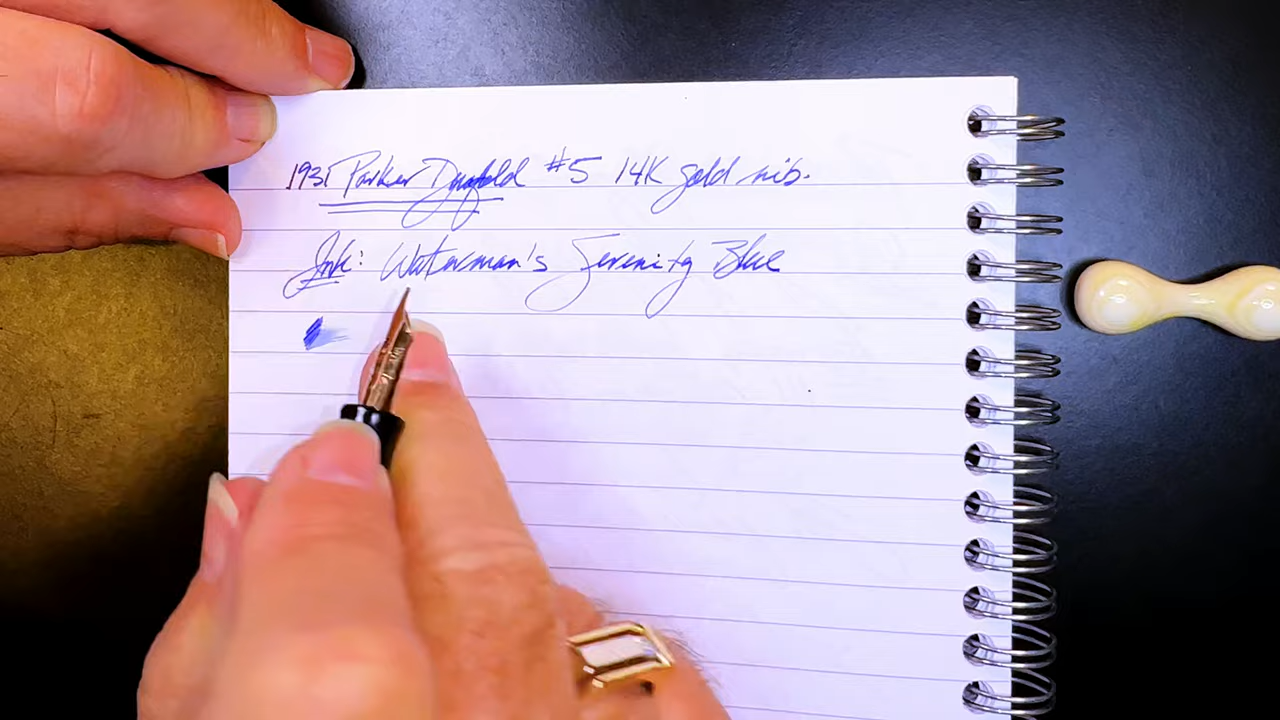 1931 Parker Duofold #5 14K gold nib.
Ink: Waterman's Serenity Blue